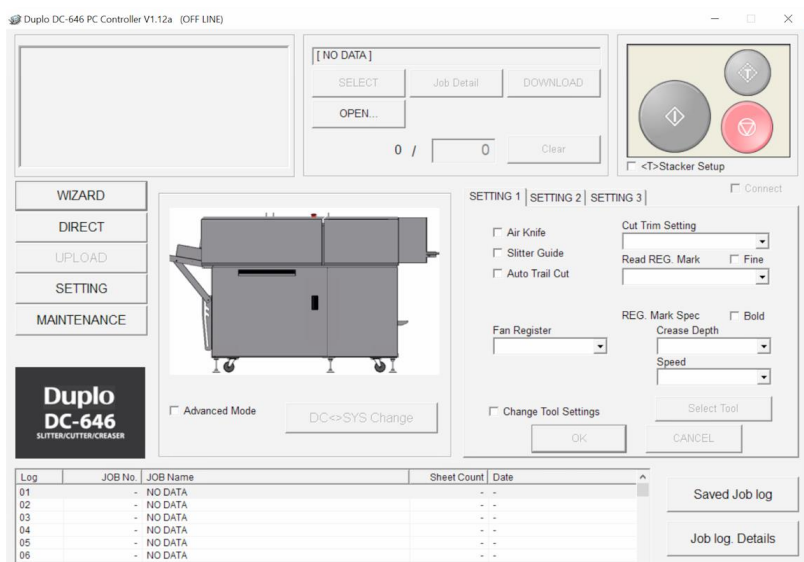 Duplo DC-646 PC Controller V1.12a (OFF LINE)
[ NO DATA ]
SELECT Job Detail DOWNLOAD
OPEN...
0 / 0 Clear
<T>Stacker Setup
Connect
WIZARD
DIRECT
UPLOAD
SETTING
MAINTENANCE
Duplo
DC-646
SLITTER/CUTTER/CREASER
Advanced Mode
DC<>SYS Change
SETTING 1 SETTING 2 SETTING 3
Air Knife
Slitter Guide
Auto Trail Cut
Cut Trim Setting
Read REG. Mark Fine
REG. Mark Spec Bold
Fan Register
Crease Depth
Speed
Change Tool Settings
Select Tool
OK CANCEL
Log JOB No. JOB Name Sheet Count Date
01 - NO DATA - -
02 - NO DATA - -
03 - NO DATA - -
04 - NO DATA - -
05 - NO DATA - -
06 - NO DATA - -
Saved Job log
Job log. Details